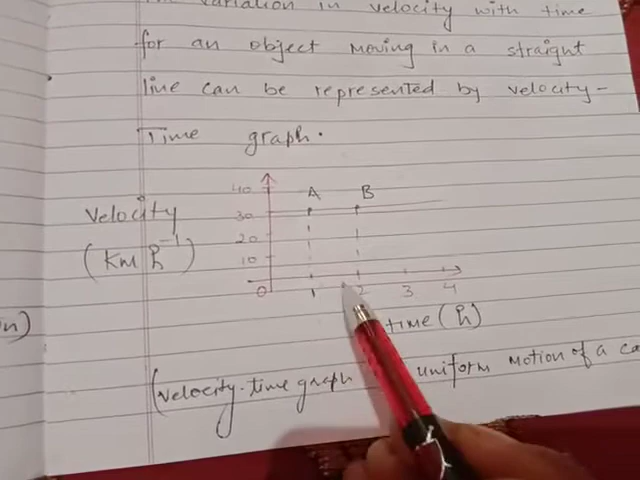 variation in velocity with time
for an object moving in a straight
line can be represented by velocity-
Time graph.
40 A B
Velocity 30
(Km h-1) 20
10
0 1 2 3 4
time (h)
(velocity-time graph uniform motion of a ca